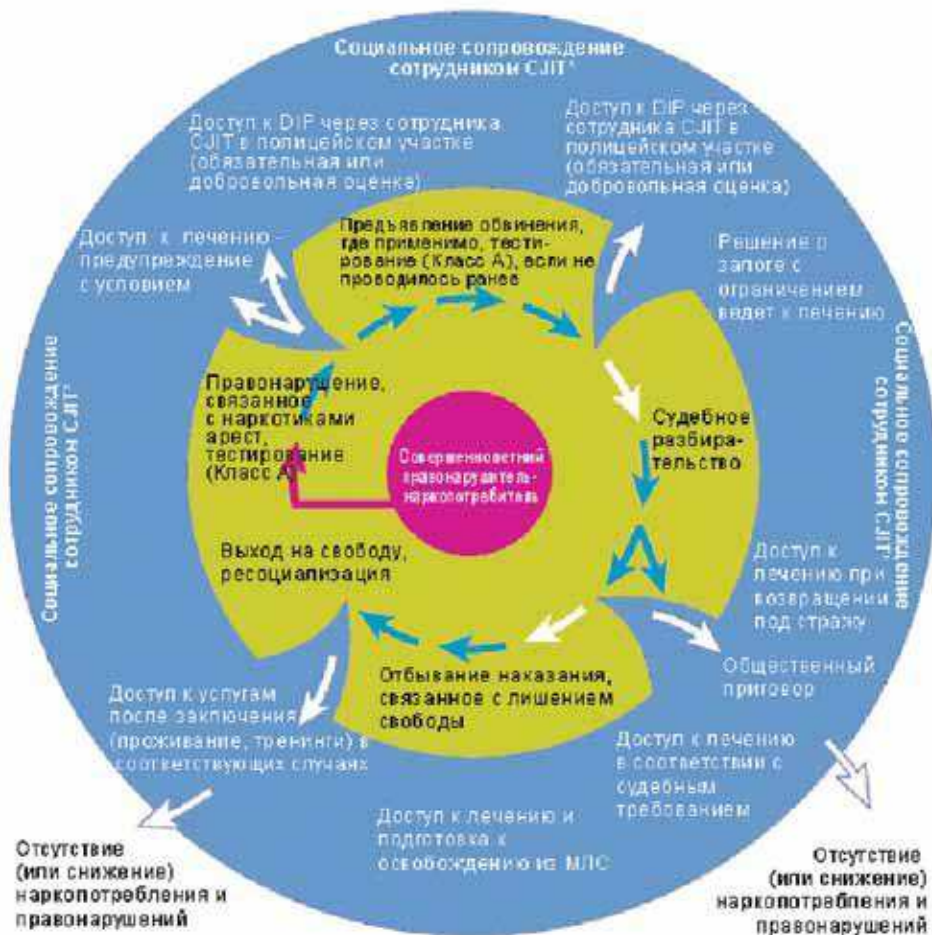 Социальное сопровождение
сотрудником CJIT*
Доступ к DIP через сотрудника
CJIT в полицейском участке
(обязательная или
добровольная оценка)
Доступ к DIP через
сотрудника CJIT в
полицейском участке
(обязательная или
добровольная оценка)
Доступ к лечению –
предупреждение
с условием
Предъявление обвинения,
где применимо, тести-
рование (Класс А), если не
проводилось ранее
Решение о
залоге с
ограничением
ведет к лечению
Социальное сопровождение
сотрудником CJIT*
Правонарушение,
связанное
с наркотиками
арест,
тестирование
(Класс А)
Совершеннолетний
правонарушитель-
наркопотребитель
Судебное
разбира-
тельство
Социальное сопровождение
сотрудником CJIT*
Выход на свободу,
ресоциализация
Доступ к
лечению при
возвращении
под стражу
Отбывание наказания,
связанное с лишением
свободы
Общественный
приговор
Доступ к услугам
после заключения
(проживание, тренинги) в
соответствующих случаях
Доступ к лечению
в соответствии с
судебным
требованием
Доступ к лечению и
подготовка к
освобождению из МЛС
Отсутствие
(или снижение)
наркопотребления и
правонарушений
Отсутствие
(или снижение)
наркопотребления и
правонарушений